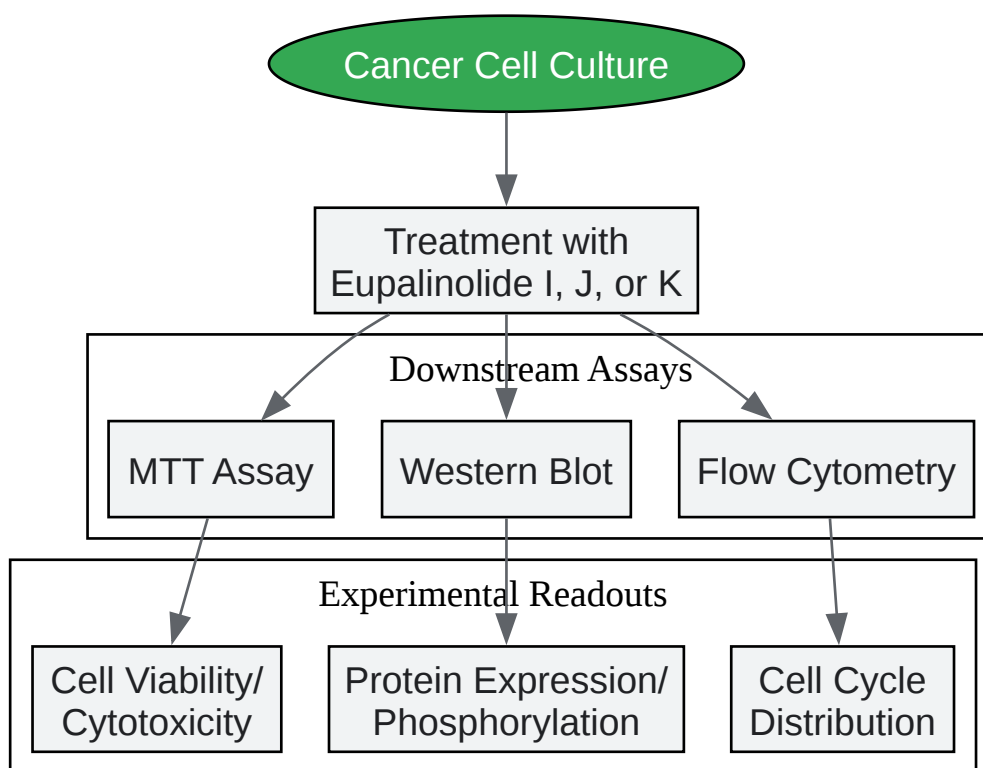 Cancer Cell Culture
Treatment with
Eupalinolide I, J, or K
Downstream Assays
MTT Assay
Western Blot
Flow Cytometry
Experimental Readouts
Cell Viability/
Cytotoxicity
Protein Expression/
Phosphorylation
Cell Cycle
Distribution